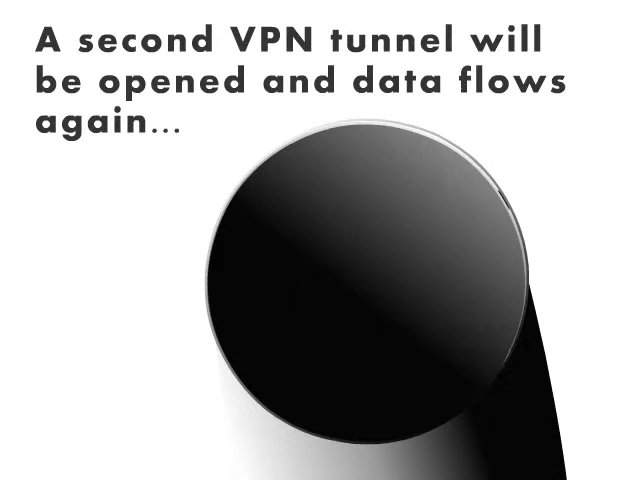 A second VPN tunnel will
be opened and data flows
again...